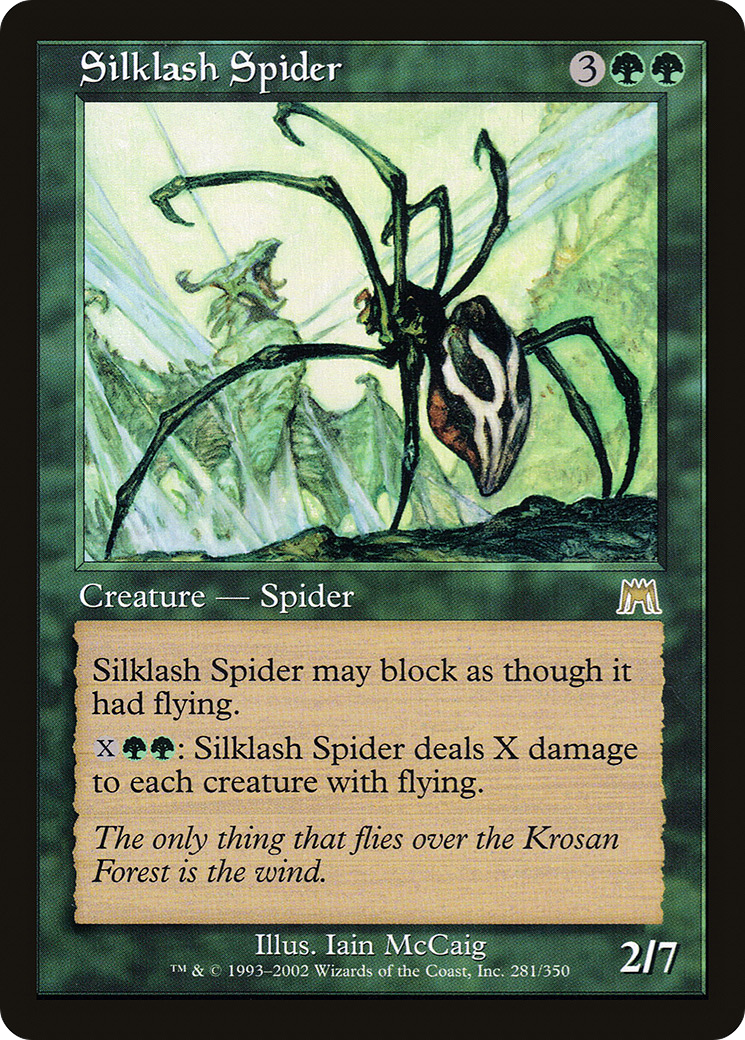 Silklash Spider 3
Creature — Spider
Silklash Spider may block as though it
had flying.
X : Silklash Spider deals X damage
to each creature with flying.
The only thing that flies over the Krosan
Forest is the wind.
Illus. Iain McCaig
™ & © 1993–2002 Wizards of the Coast, Inc. 281/350
2/7